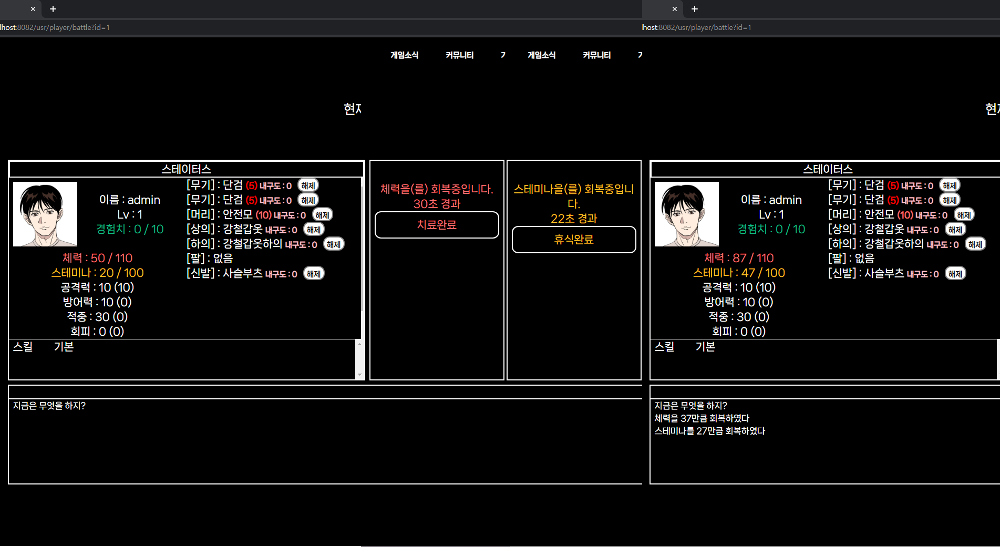 lhost:8082/usr/player/battle?id=1
게임소식 커뮤니티
스테이터스
이름 : admin
Lv : 1
경험치 : 0 / 10
체력 : 50 / 110
스테미나 : 20 / 100
공격력 : 10 (10)
방어력 : 10 (0)
적중 : 30 (0)
회피 : 0 (0)
[무기] : 단검 (5) 내구도 : 0 해제
[무기] : 단검 (5) 내구도 : 0 해제
[머리] : 안전모 (10) 내구도 : 0 해제
[상의] : 강철갑옷 내구도 : 0 해제
[하의] : 강철갑옷하의 내구도 : 0 해제
[팔] : 없음
[신발] : 사슬부츠 내구도 : 0 해제
스킬 기본
지금은 무엇을 하지?
체력을(를) 회복중입니다.
30초 경과
치료완료
게임소식 커뮤니티
스테미나을(를) 회복중입니
다.
22초 경과
휴식완료
lhost:8082/usr/player/battle?id=1
스테이터스
이름 : admin
Lv : 1
경험치 : 0 / 10
체력 : 87 / 110
스테미나 : 47 / 100
공격력 : 10 (10)
방어력 : 10 (0)
적중 : 30 (0)
회피 : 0 (0)
[무기] : 단검 (5) 내구도 : 0 해제
[무기] : 단검 (5) 내구도 : 0 해제
[머리] : 안전모 (10) 내구도 : 0 해제
[상의] : 강철갑옷 내구도 : 0 해제
[하의] : 강철갑옷하의 내구도 : 0 해제
[팔] : 없음
[신발] : 사슬부츠 내구도 : 0 해제
스킬 기본
지금은 무엇을 하지?
체력을 37만큼 회복하였다
스테미나를 27만큼 회복하였다